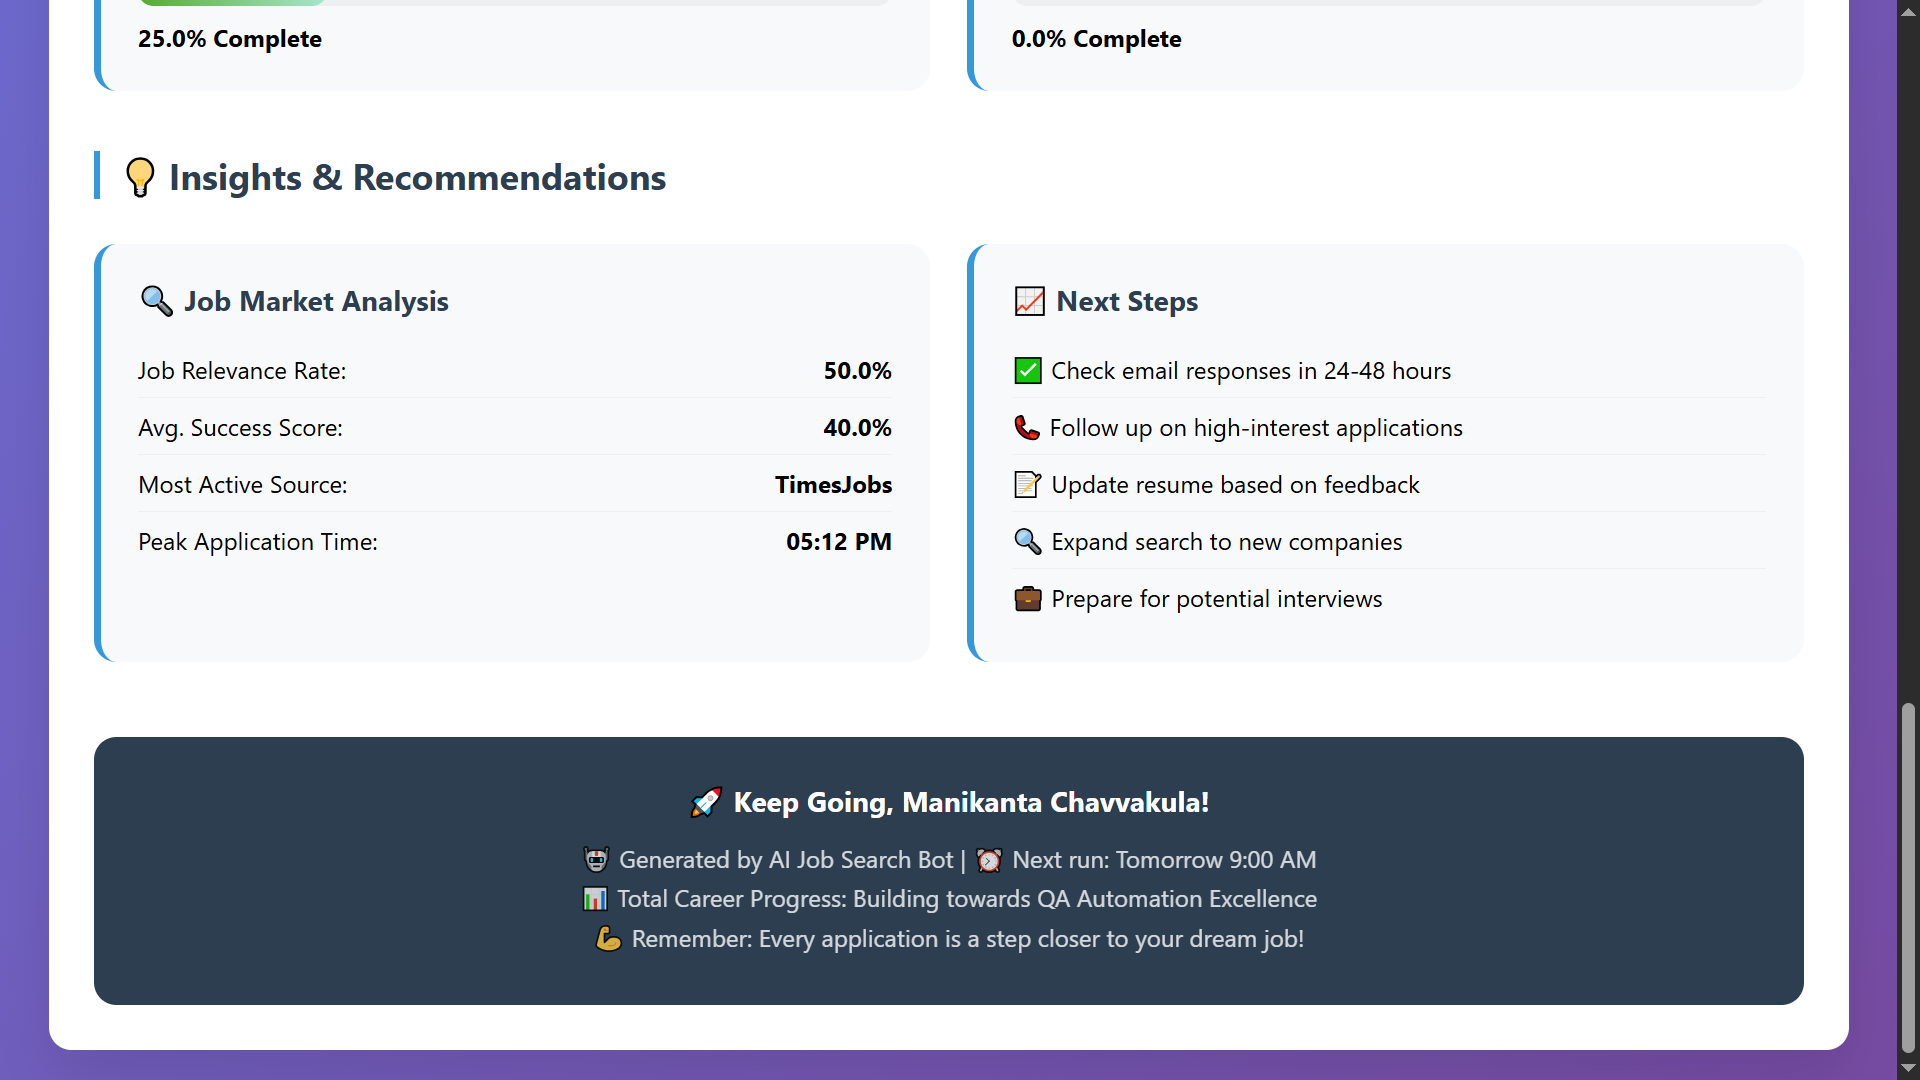 25.0% Complete
0.0% Complete
💡 Insights & Recommendations
🔍 Job Market Analysis
Job Relevance Rate: 50.0%
Avg. Success Score: 40.0%
Most Active Source: TimesJobs
Peak Application Time: 05:12 PM
📈 Next Steps
✅ Check email responses in 24-48 hours
📞 Follow up on high-interest applications
📝 Update resume based on feedback
🔍 Expand search to new companies
💼 Prepare for potential interviews
🚀 Keep Going, Manikanta Chavvakula!
🤖 Generated by AI Job Search Bot | ⏰ Next run: Tomorrow 9:00 AM
📊 Total Career Progress: Building towards QA Automation Excellence
💪 Remember: Every application is a step closer to your dream job!